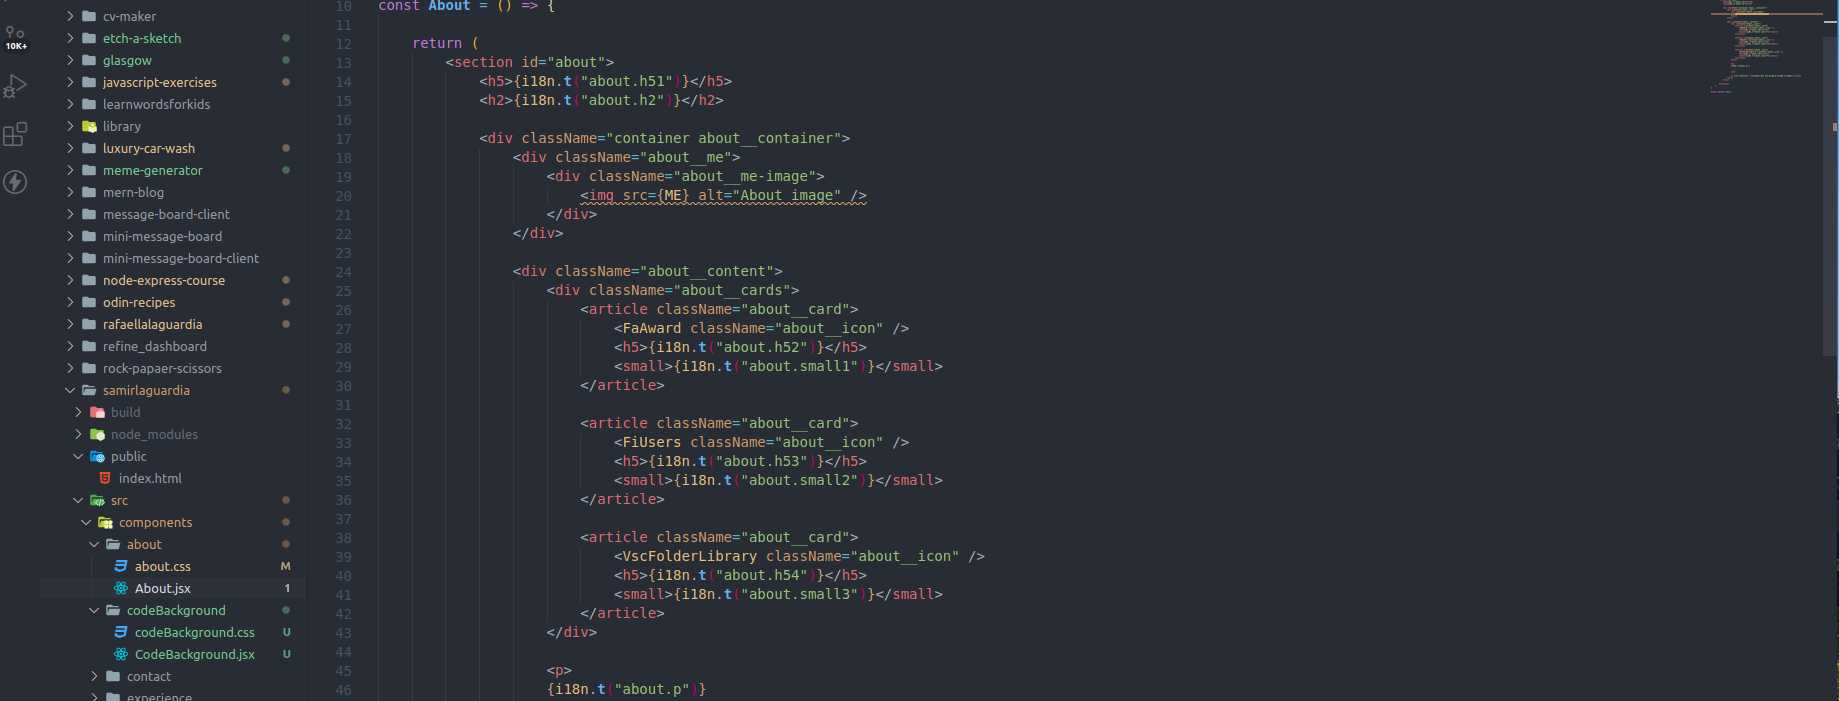 10K+
cv-maker
etch-a-sketch
glasgow
javascript-exercises
learnwordsforkids
library
luxury-car-wash
meme-generator
mern-blog
message-board-client
mini-message-board
mini-message-board-client
node-express-course
odin-recipes
rafaellalaguardia
refine_dashboard
rock-papaer-scissors
samirlaguardia
build
node_modules
public
index.html
src
components
about
about.css M
About.jsx 1
codeBackground
codeBackground.css U
CodeBackground.jsx U
contact
experience
10 const About = () => {
11
12 return (
13 <section id="about">
14 <h5>{i18n.t("about.h51")}</h5>
15 <h2>{i18n.t("about.h2")}</h2>
16
17 <div className="container about__container">
18 <div className="about__me">
19 <div className="about__me-image">
20 <img src={ME} alt="About image" />
21 </div>
22 </div>
23
24 <div className="about__content">
25 <div className="about__cards">
26 <article className="about__card">
27 <FaAward className="about__icon" />
28 <h5>{i18n.t("about.h52")}</h5>
29 <small>{i18n.t("about.small1")}</small>
30 </article>
31
32 <article className="about__card">
33 <FiUsers className="about__icon" />
34 <h5>{i18n.t("about.h53")}</h5>
35 <small>{i18n.t("about.small2")}</small>
36 </article>
37
38 <article className="about__card">
39 <VscFolderLibrary className="about__icon" />
40 <h5>{i18n.t("about.h54")}</h5>
41 <small>{i18n.t("about.small3")}</small>
42 </article>
43 </div>
44
45 <p>
46 {i18n.t("about.p")}